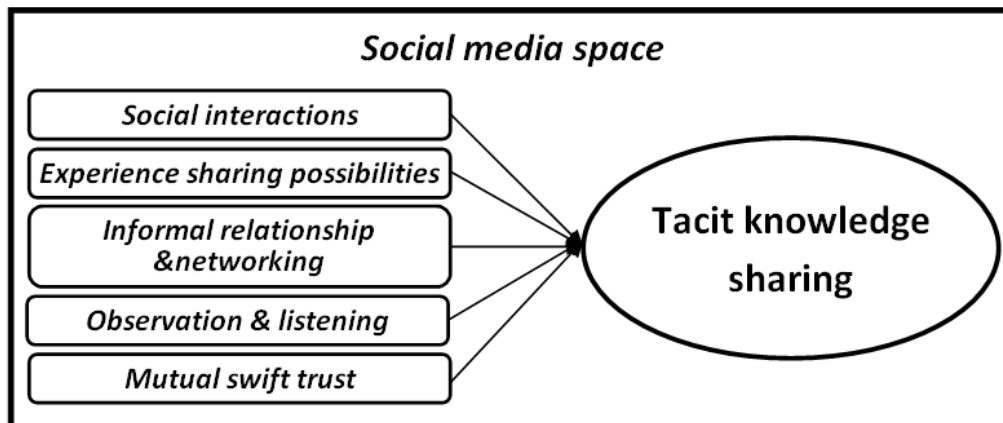 Social media space
Social interactions
Experience sharing possibilities
Informal relationship
&networking
Observation & listening
Mutual swift trust
Tacit knowledge
sharing